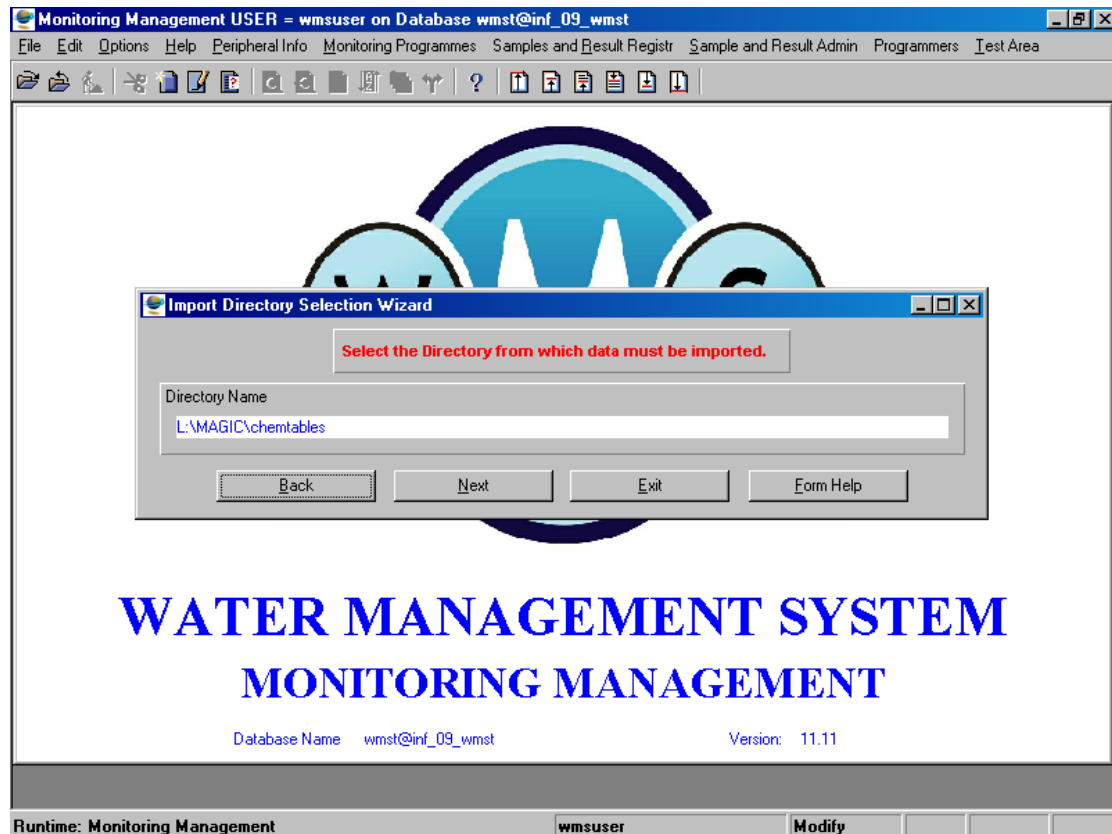 Monitoring Management USER = wmsuser on Database wmst@inf_09_wmst
File Edit Options Help Peripheral Info Monitoring Programmes Samples and Result Registr Sample and Result Admin Programmers Test Area
Import Directory Selection Wizard
Select the Directory from which data must be imported.
Directory Name
L:\MAGIC\chemtables
Back Next Exit Form Help
WATER MANAGEMENT SYSTEM
MONITORING MANAGEMENT
Database Name wmst@inf_09_wmst Version: 11.11
Runtime: Monitoring Management wmsuser Modify